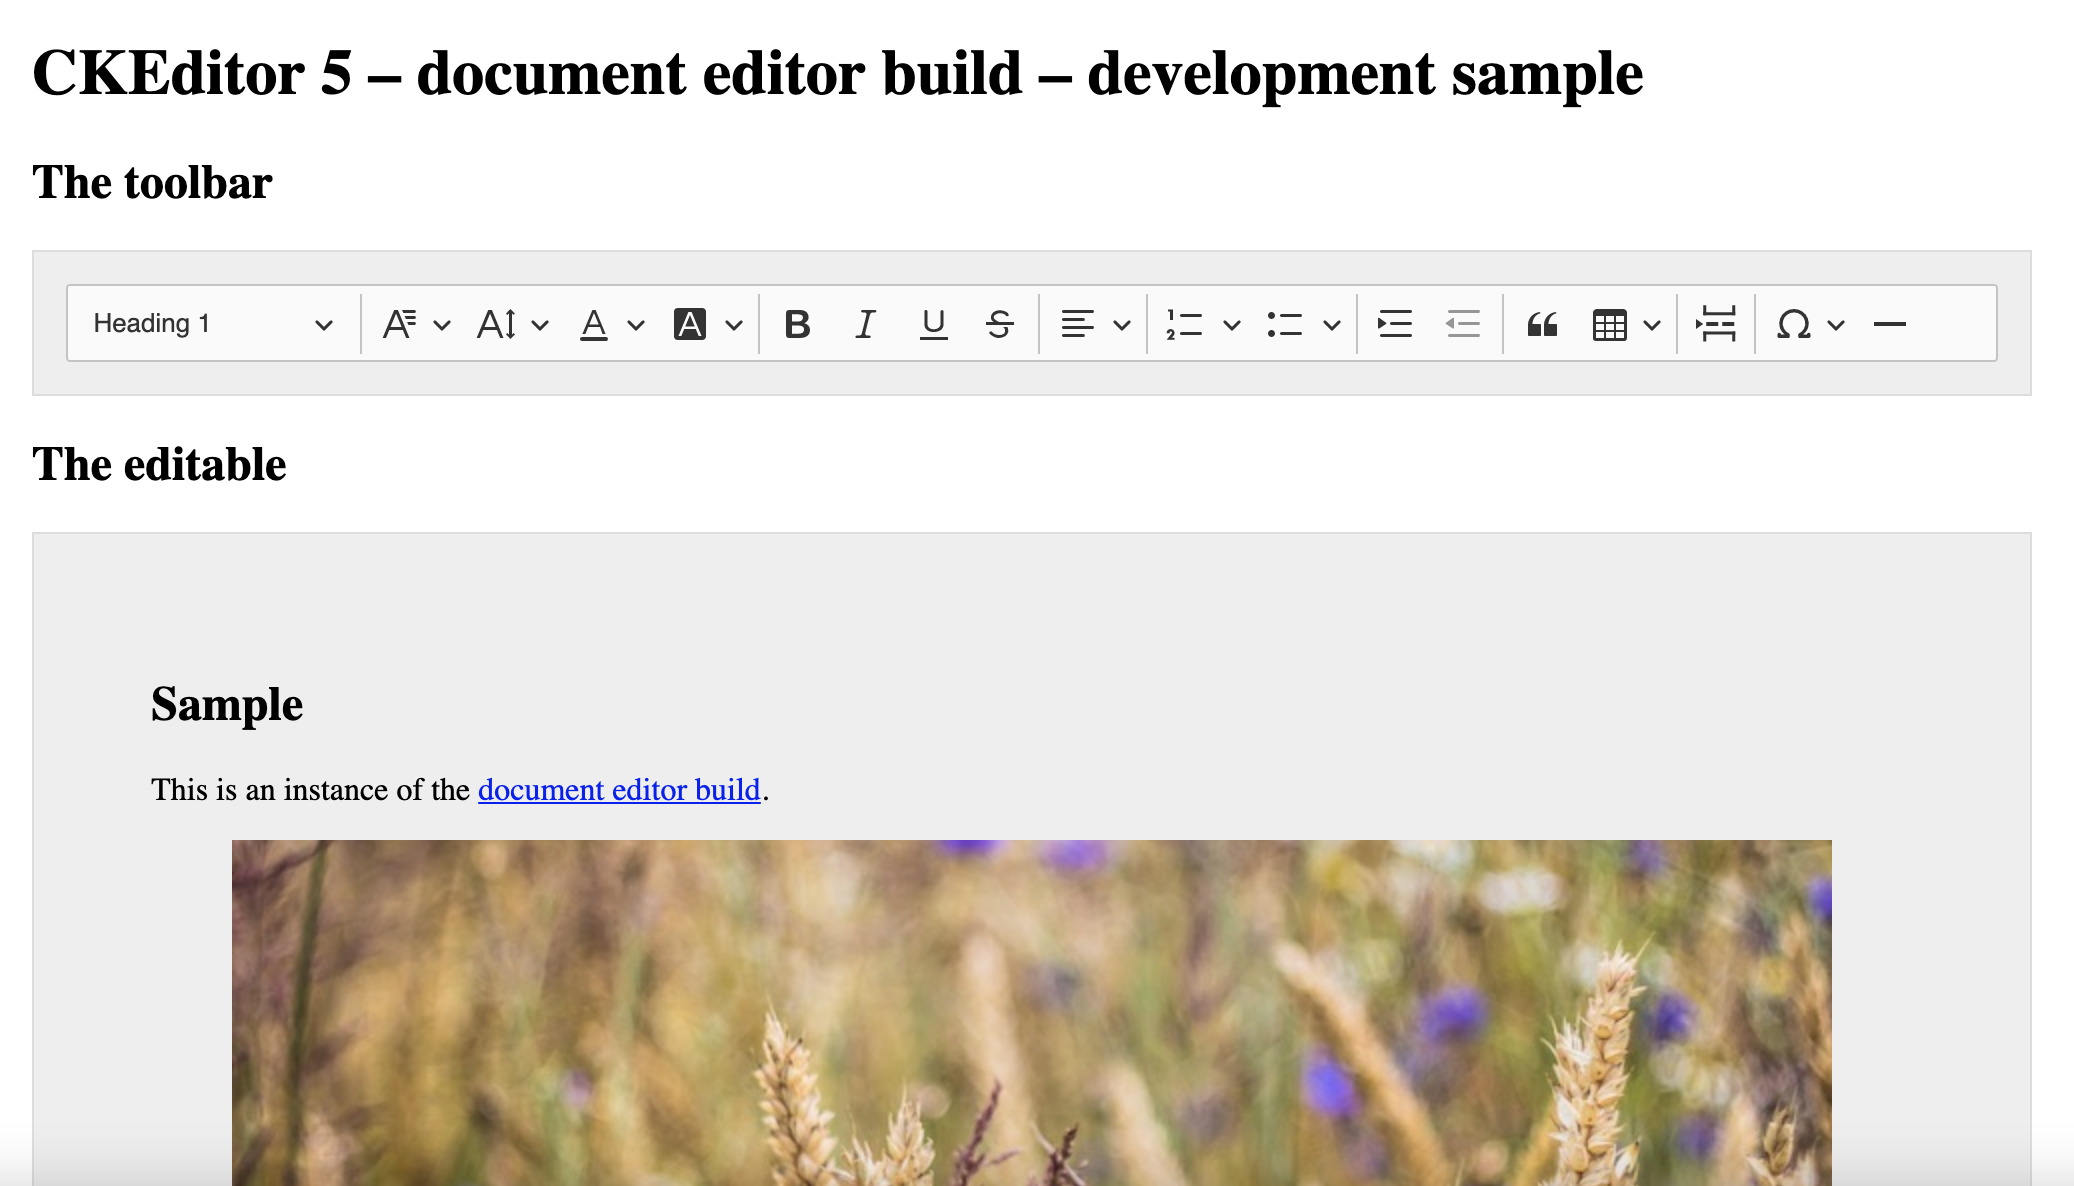 CKEditor 5 – document editor build – development sample
The toolbar
Heading 1
The editable
Sample
This is an instance of the document editor build.